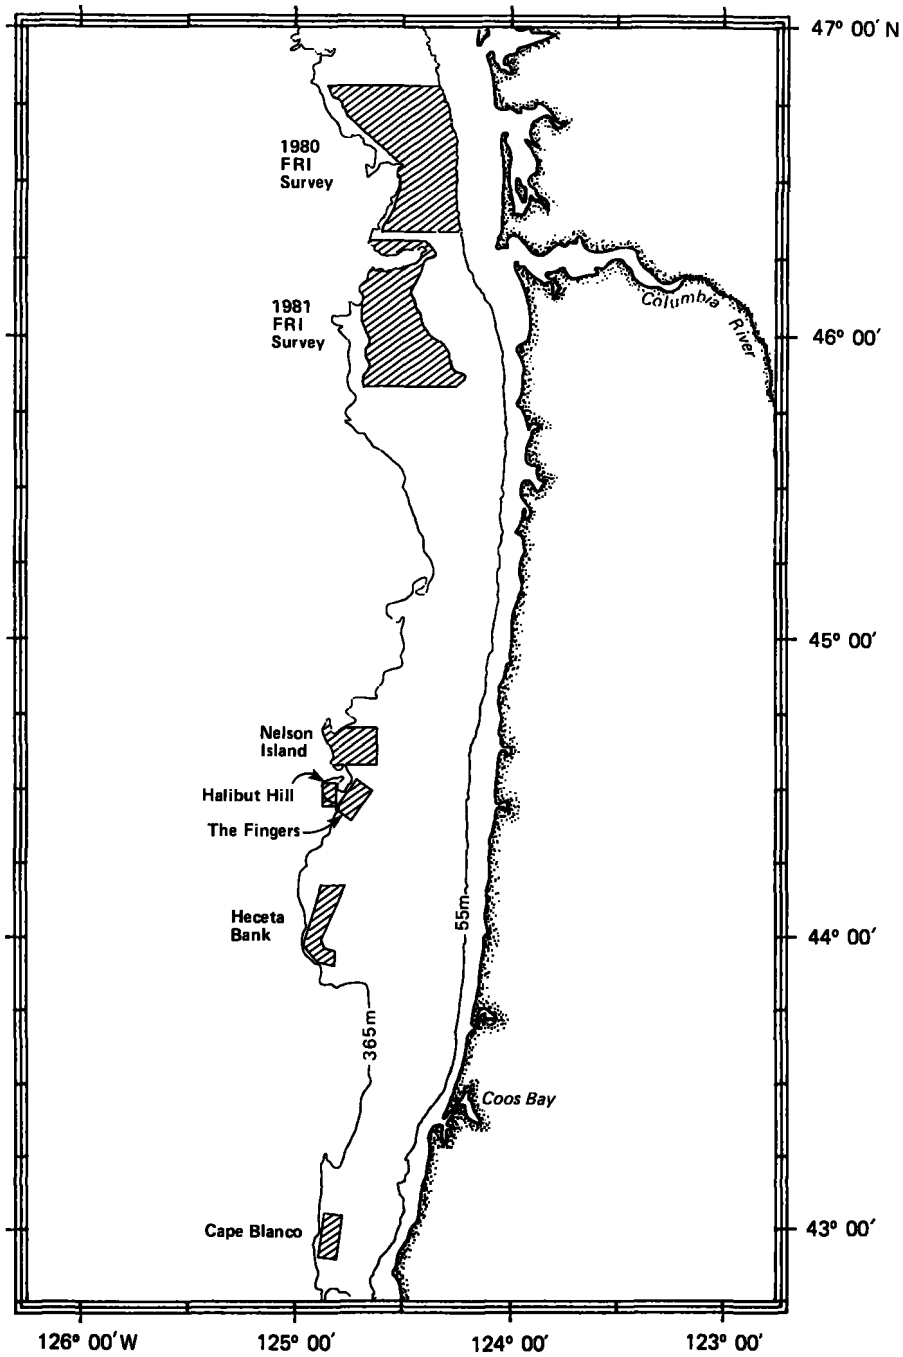 47° 00′ N
1980
FRI
Survey
Columbia
River
1981
FRI
Survey
46° 00′
45° 00′
Nelson
Island
Halibut Hill
The Fingers
Heceta
Bank
55m
44° 00′
365m
Coos Bay
Cape Blanco
43° 00′
126° 00′W
125° 00′
124° 00′
123° 00′